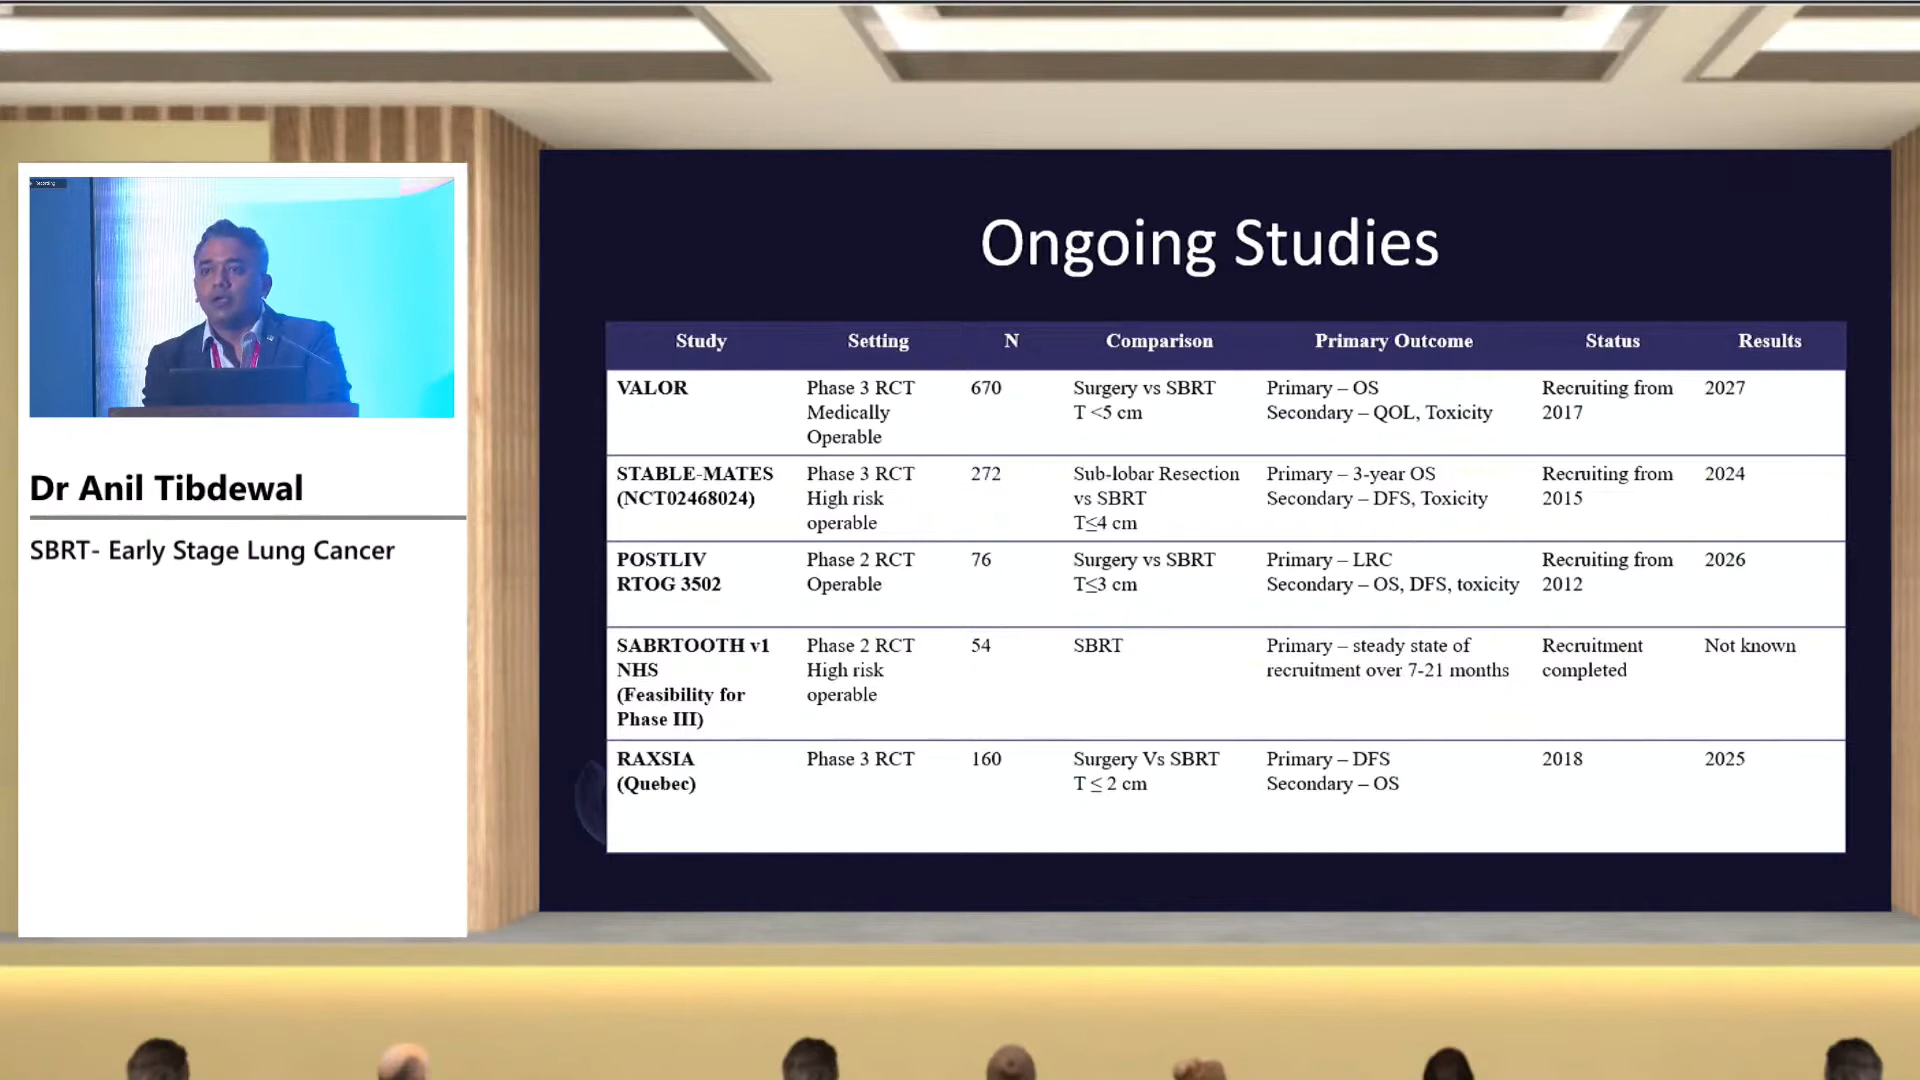 Recording
Dr Anil Tibdewal
SBRT- Early Stage Lung Cancer
Ongoing Studies
Study Setting N Comparison Primary Outcome Status Results
VALOR Phase 3 RCT 670 Surgery vs SBRT Primary – OS Recruiting from 2027
Medically T <5 cm Secondary – QOL, Toxicity 2017
Operable
STABLE-MATES Phase 3 RCT 272 Sub-lobar Resection Primary – 3-year OS Recruiting from 2024
(NCT02468024) High risk vs SBRT Secondary – DFS, Toxicity 2015
operable T≤4 cm
POSTLIV Phase 2 RCT 76 Surgery vs SBRT Primary – LRC Recruiting from 2026
RTOG 3502 Operable T≤3 cm Secondary – OS, DFS, toxicity 2012
SABRTOOTH v1 Phase 2 RCT 54 SBRT Primary – steady state of Recruitment Not known
NHS High risk recruitment over 7-21 months completed
(Feasibility for operable
Phase III)
RAXSIA Phase 3 RCT 160 Surgery Vs SBRT Primary – DFS 2018 2025
(Quebec) T ≤ 2 cm Secondary – OS